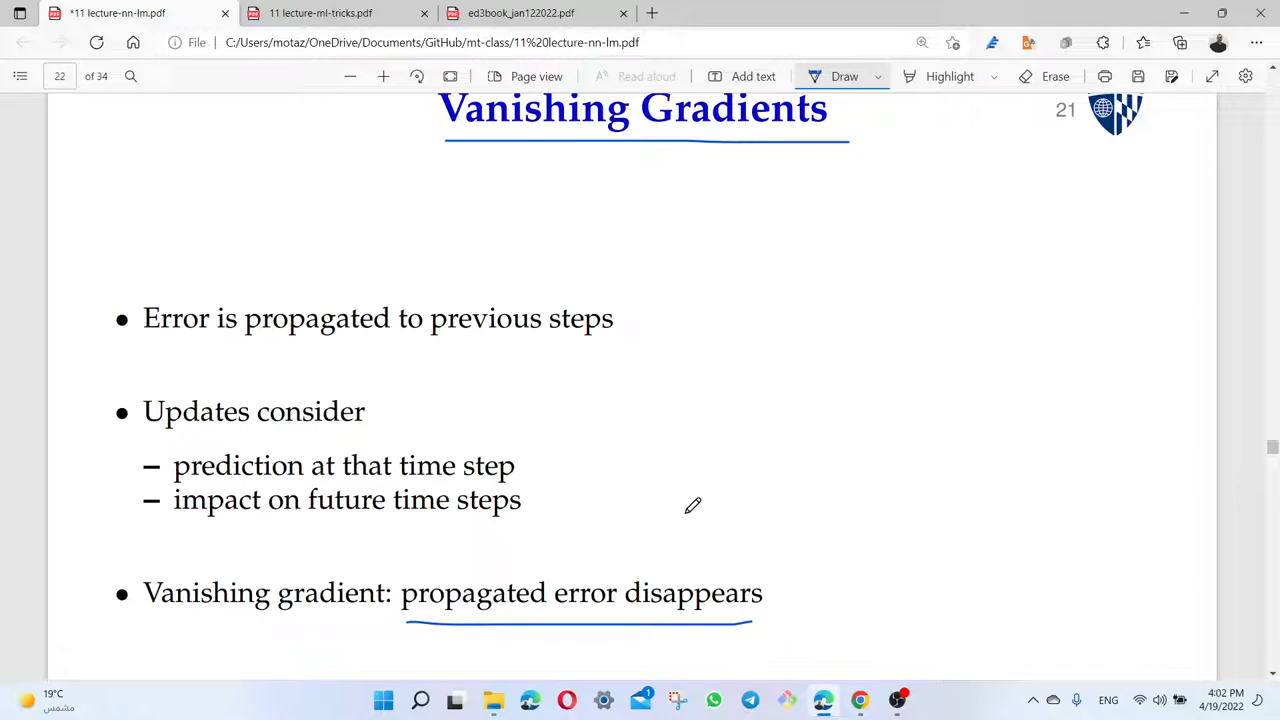 *11 lecture-nn-lm.pdf
11 lecture-ml-tricks.pdf
ed3book_jan122022.pdf
File
C:/Users/motaz/OneDrive/Documents/GitHub/mt-class/11%20lecture-nn-lm.pdf
22 of 34
Page view
Read aloud
Add text
Draw
Highlight
Erase
Vanishing Gradients
21
• Error is propagated to previous steps
• Updates consider
– prediction at that time step
– impact on future time steps
• Vanishing gradient: propagated error disappears
19°C
مشمس
1
ENG
4:02 PM
4/19/2022